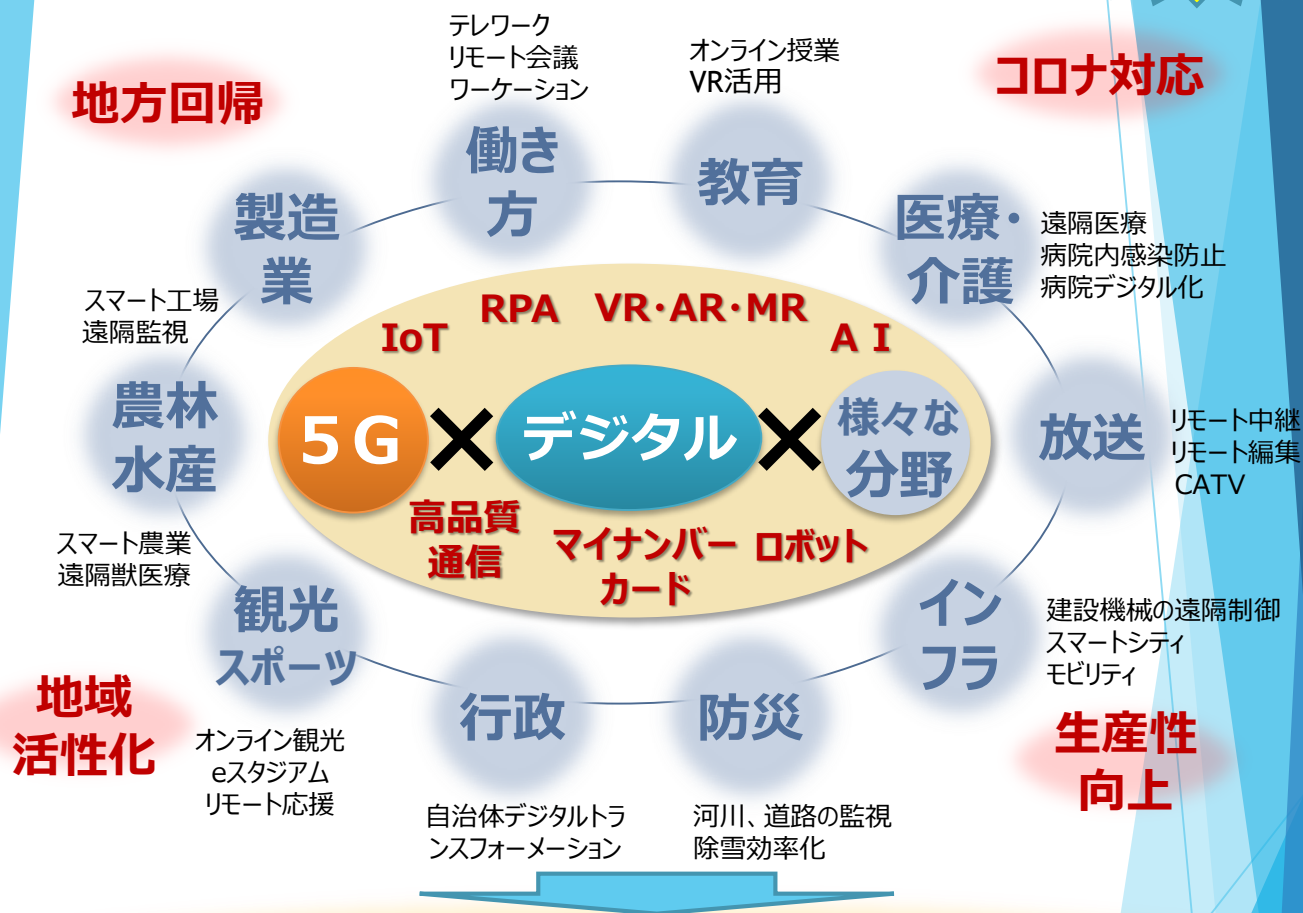 テレワーク
リモート会議
ワーケーション
オンライン授業
VR活用
地方回帰
コロナ対応
働き
方
教育
製造
業
医療・
介護
遠隔医療
病院内感染防止
病院デジタル化
スマート工場
遠隔監視
IoT
RPA
VR・AR・MR
ＡＩ
農林
水産
５Ｇ
×
デジタル
×
様々な
分野
放送
リモート中継
リモート編集
CATV
高品質
通信
マイナンバー
カード
ロボット
スマート農業
遠隔獣医療
観光
スポーツ
イン
フラ
建設機械の遠隔制御
スマートシティ
モビリティ
地域
活性化
行政
防災
生産性
向上
オンライン観光
eスタジアム
リモート応援
自治体デジタルトラ
ンスフォーメーション
河川、道路の監視
除雪効率化